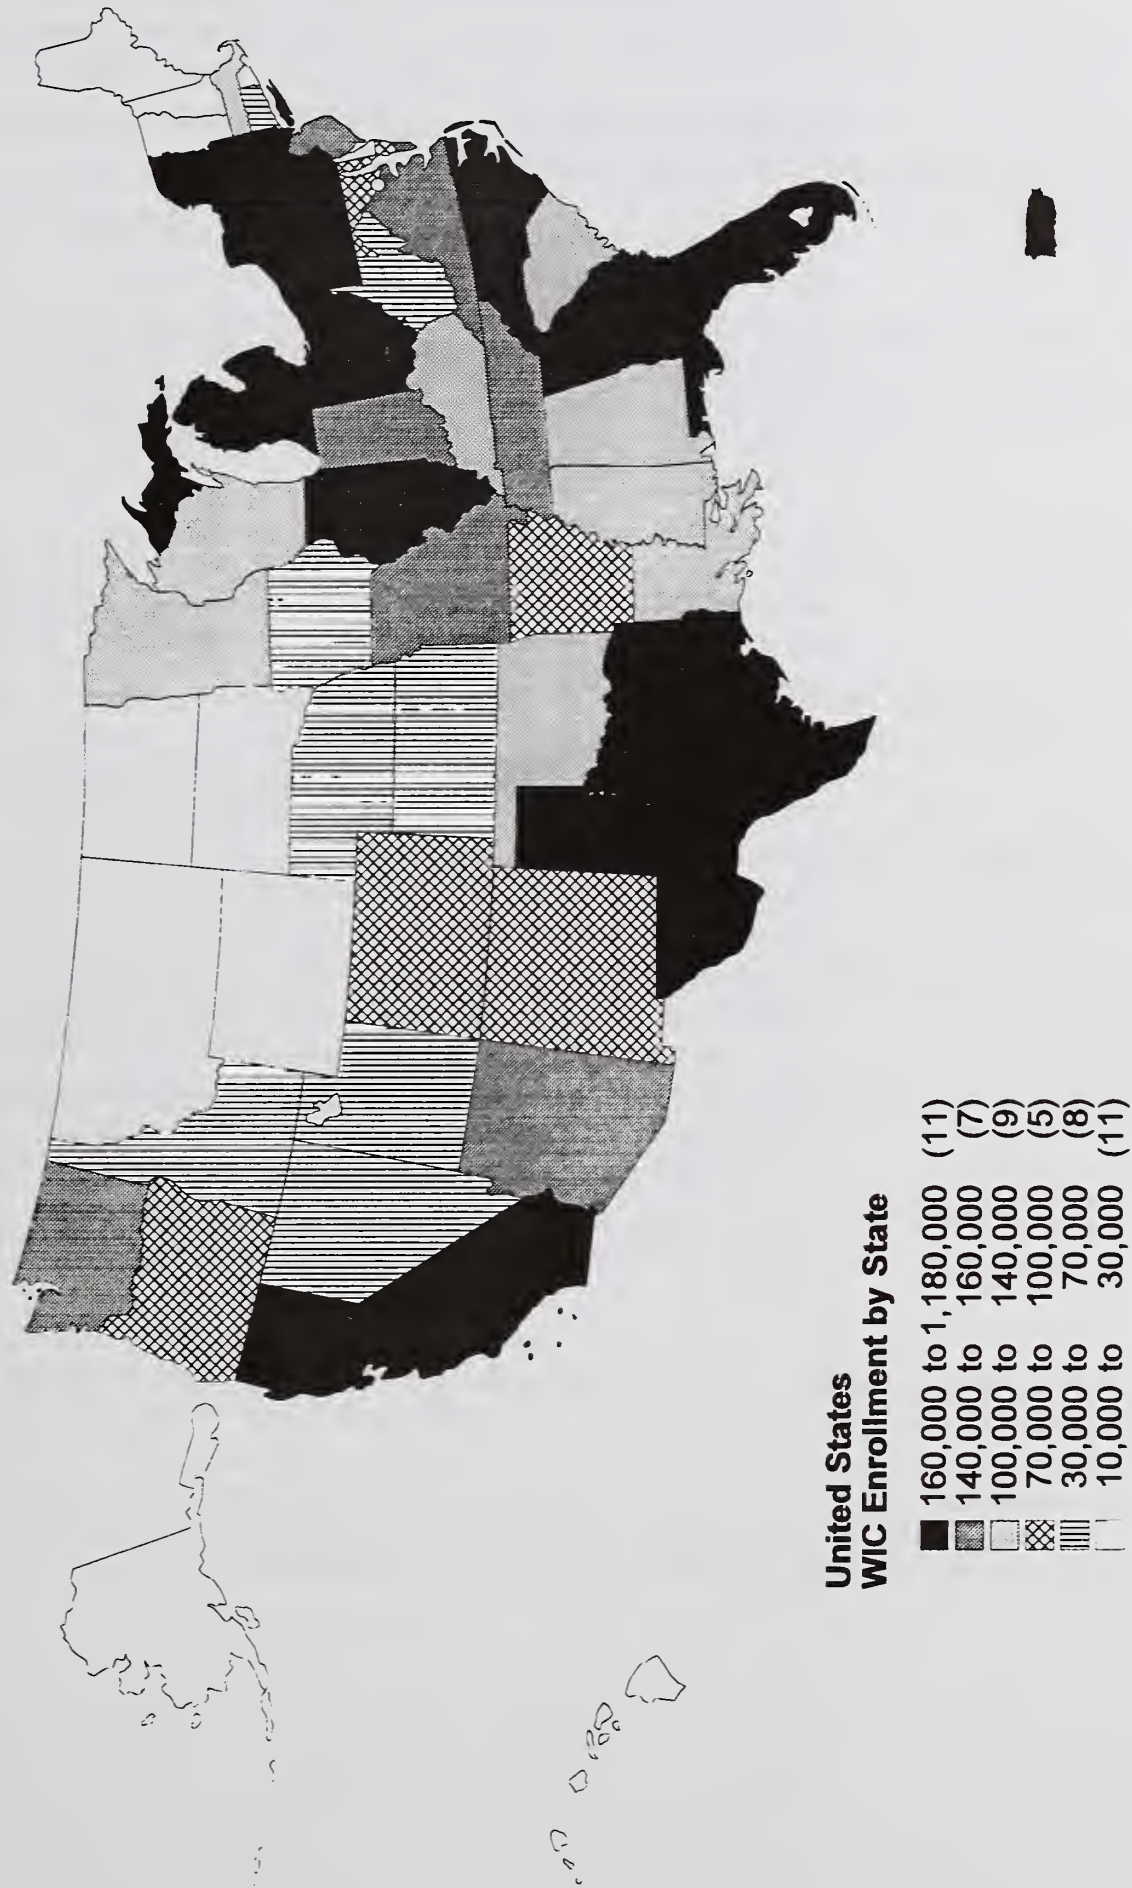 United States
WIC Enrollment by State
160,000 to 1,180,000 (11)
140,000 to 160,000 (7)
100,000 to 140,000 (9)
70,000 to 100,000 (5)
30,000 to 70,000 (8)
10,000 to 30,000 (11)